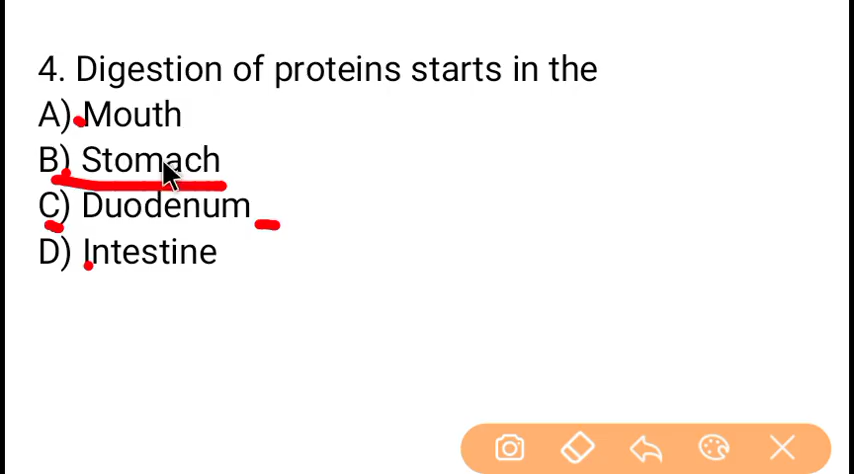 4. Digestion of proteins starts in the
A) Mouth
B) Stomach
C) Duodenum
D) Intestine